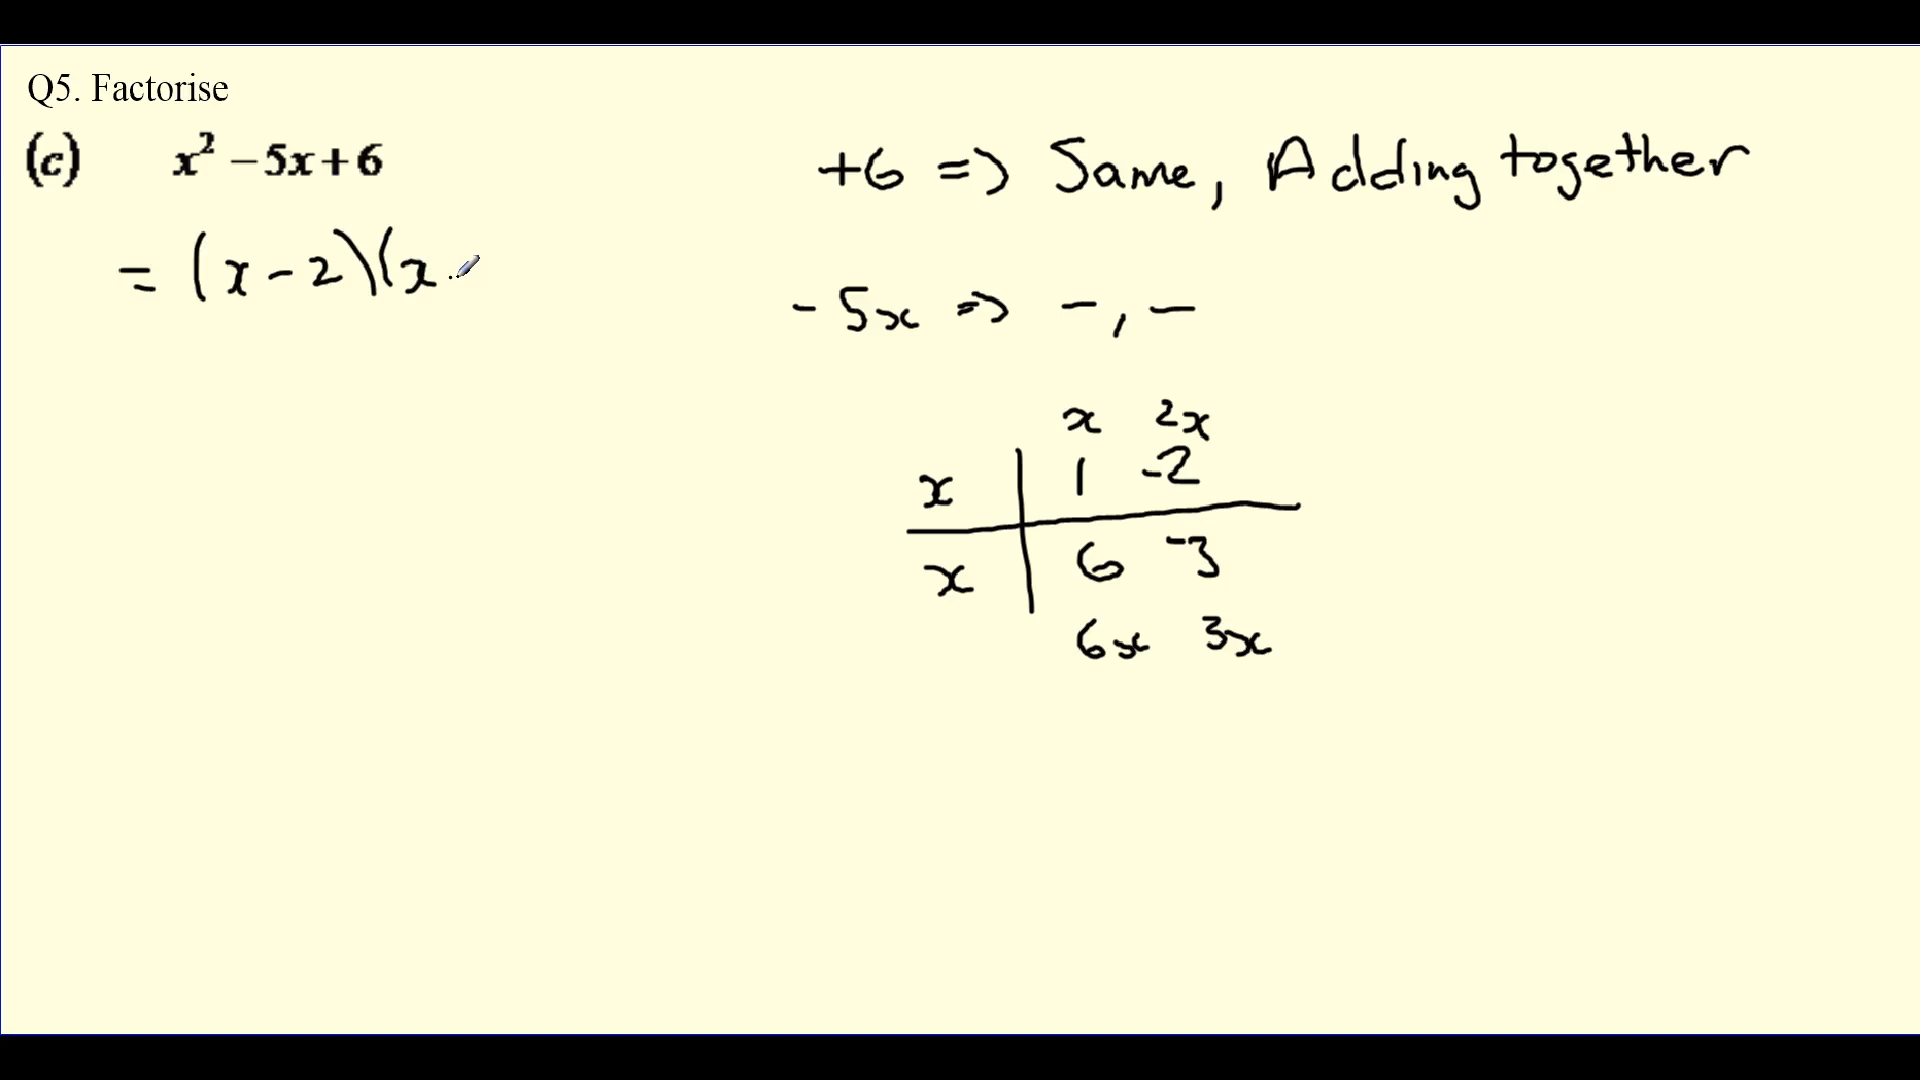 Q5. Factorise
(c) x² − 5x + 6
+6 => Same, Adding together
= (x - 2)(x
- 5x => -, -
x 2x
x 1 -2
x 6 -3
6x 3x